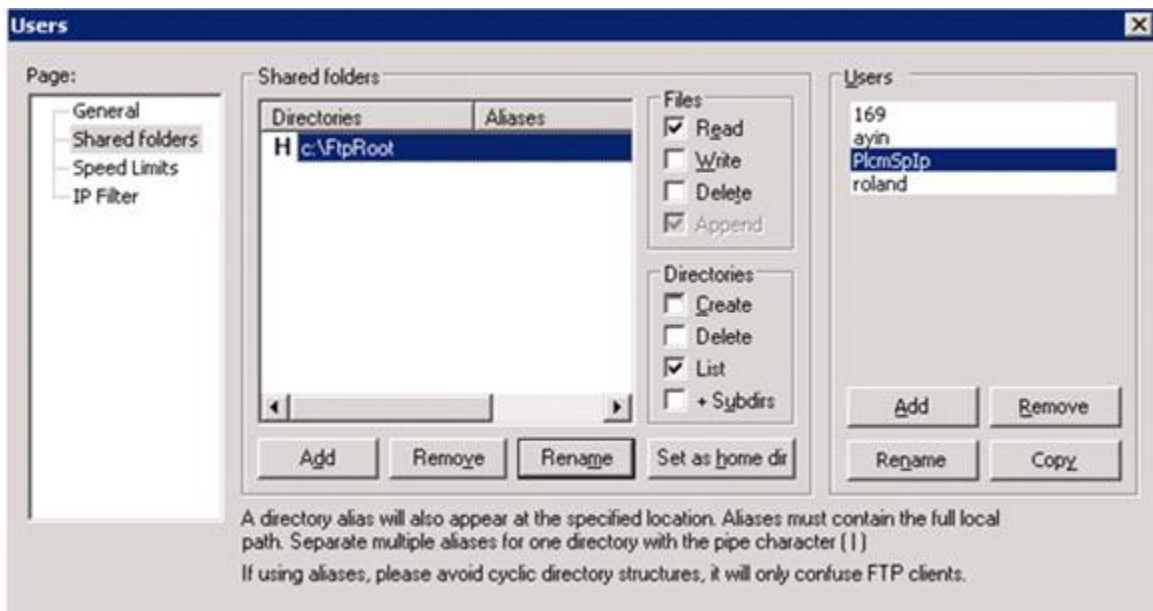 Users
Page:
General
Shared folders
Speed Limits
IP Filter
Shared folders
Directories Aliases
H c:\FtpRoot
Files
Read
Write
Delete
Append
Directories
Create
Delete
List
+ Subdirs
Add Remove Rename Set as home dir
Users
169
ayin
PlcmSpIp
roland
Add Remove
Rename Copy
A directory alias will also appear at the specified location. Aliases must contain the full local
path. Separate multiple aliases for one directory with the pipe character ( | )
If using aliases, please avoid cyclic directory structures, it will only confuse FTP clients.